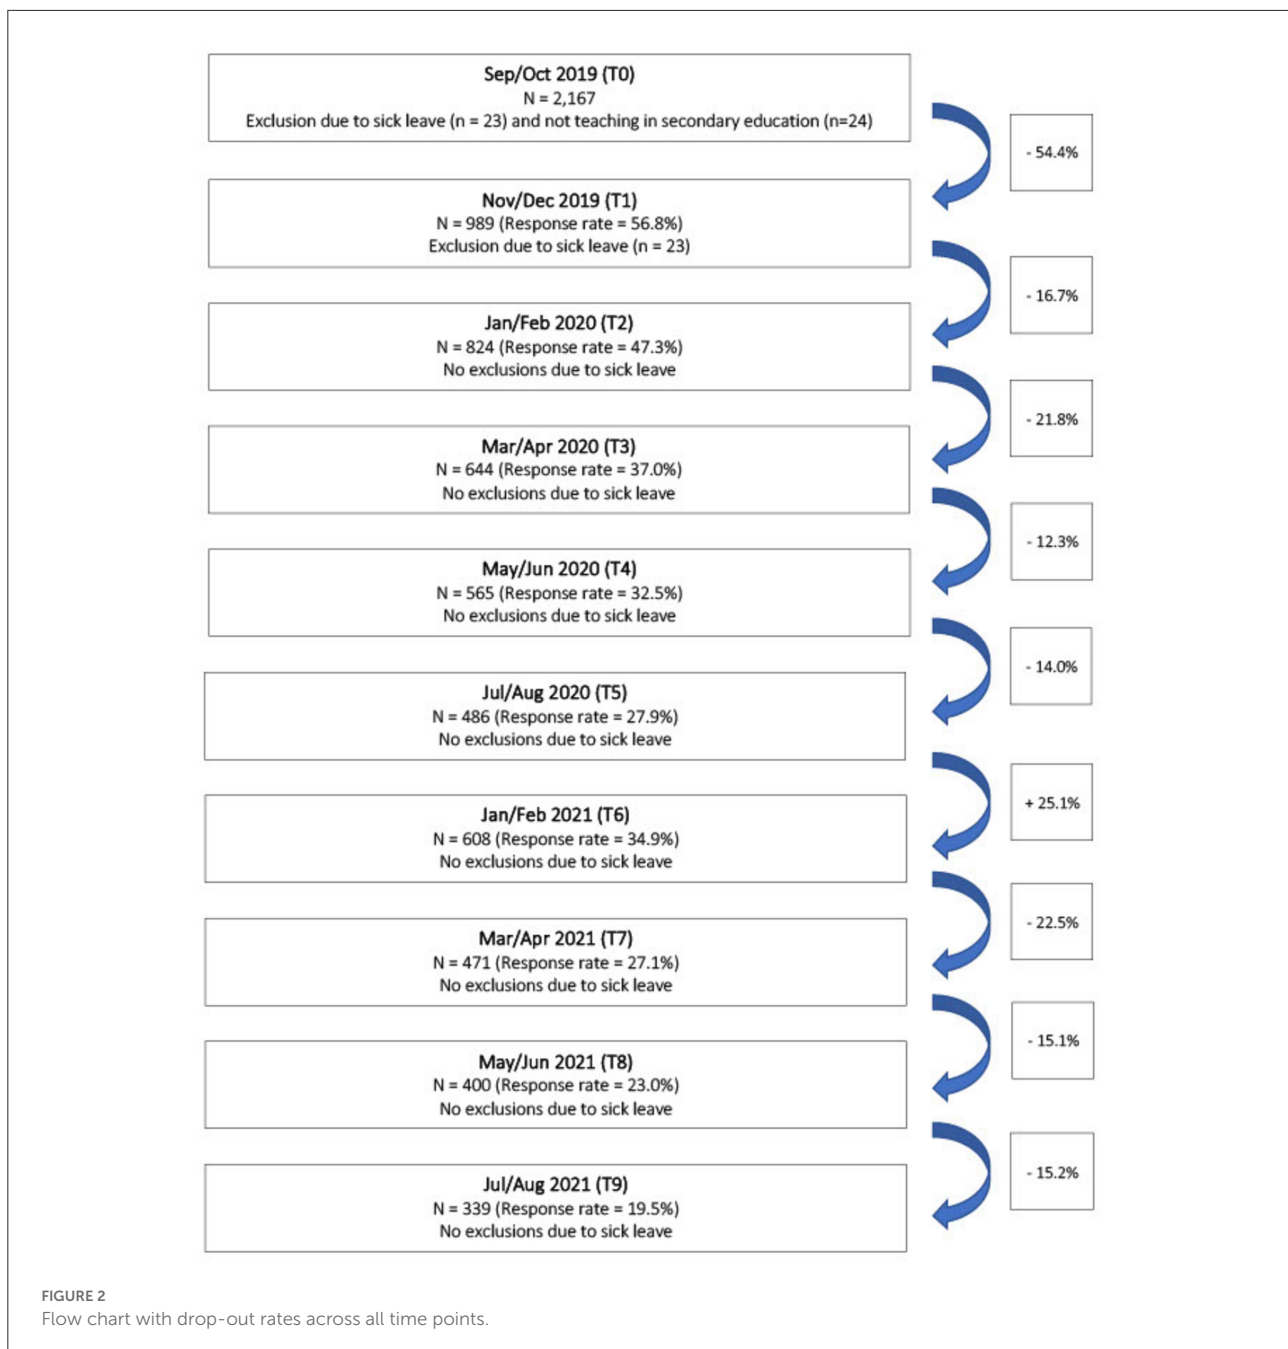 Sep/Oct 2019 (T0)
N = 2,167
Exclusion due to sick leave (n = 23) and not teaching in secondary education (n=24)
- 54.4%
Nov/Dec 2019 (T1)
N = 989 (Response rate = 56.8%)
Exclusion due to sick leave (n = 23)
- 16.7%
Jan/Feb 2020 (T2)
N = 824 (Response rate = 47.3%)
No exclusions due to sick leave
- 21.8%
Mar/Apr 2020 (T3)
N = 644 (Response rate = 37.0%)
No exclusions due to sick leave
- 12.3%
May/Jun 2020 (T4)
N = 565 (Response rate = 32.5%)
No exclusions due to sick leave
- 14.0%
Jul/Aug 2020 (T5)
N = 486 (Response rate = 27.9%)
No exclusions due to sick leave
+ 25.1%
Jan/Feb 2021 (T6)
N = 608 (Response rate = 34.9%)
No exclusions due to sick leave
- 22.5%
Mar/Apr 2021 (T7)
N = 471 (Response rate = 27.1%)
No exclusions due to sick leave
- 15.1%
May/Jun 2021 (T8)
N = 400 (Response rate = 23.0%)
No exclusions due to sick leave
- 15.2%
Jul/Aug 2021 (T9)
N = 339 (Response rate = 19.5%)
No exclusions due to sick leave
FIGURE 2
Flow chart with drop-out rates across all time points.